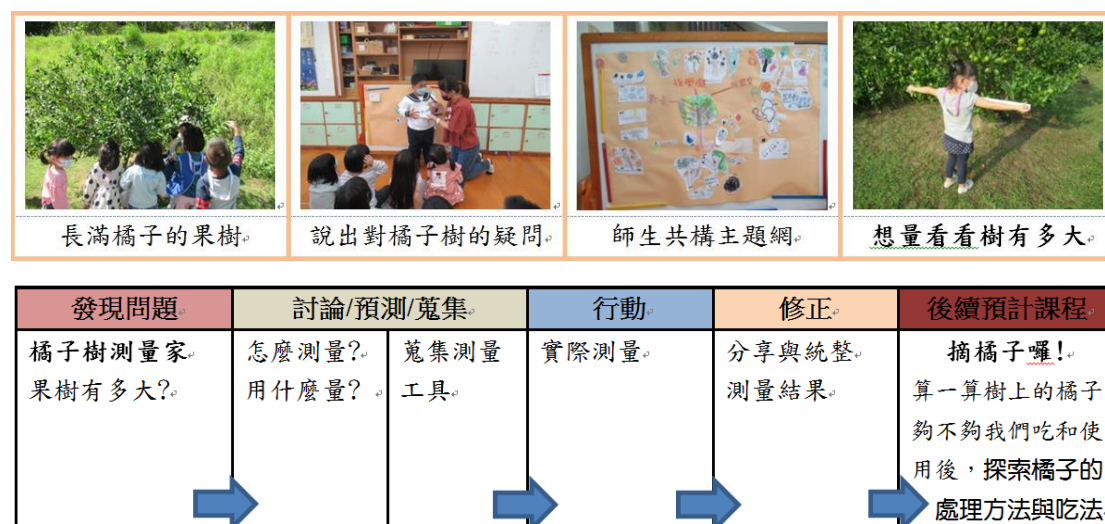 長滿橘子的果樹
說出對橘子樹的疑問
師生共構主題網
想量看看樹有多大
發現問題
討論/預測/蒐集
行動
修正
後續預計課程
橘子樹測量家
果樹有多大?
怎麼測量?
用什麼量?
蒐集測量
工具
實際測量
分享與統整
測量結果
摘橘子囉!
算一算樹上的橘子
夠不夠我們吃和使
用後，探索橘子的
處理方法與吃法